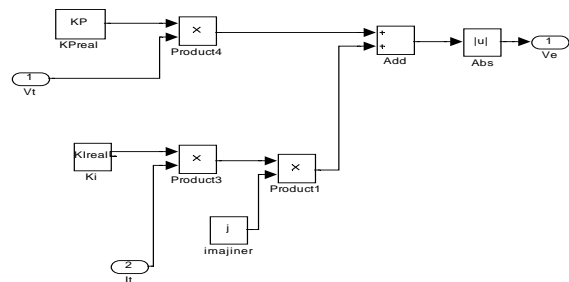 KP
KPreal
×
Product4
1
Vt
+
+
Add
|u|
Abs
1
Ve
KIreal
Ki
×
Product3
×
Product1
j
imajiner
2
It